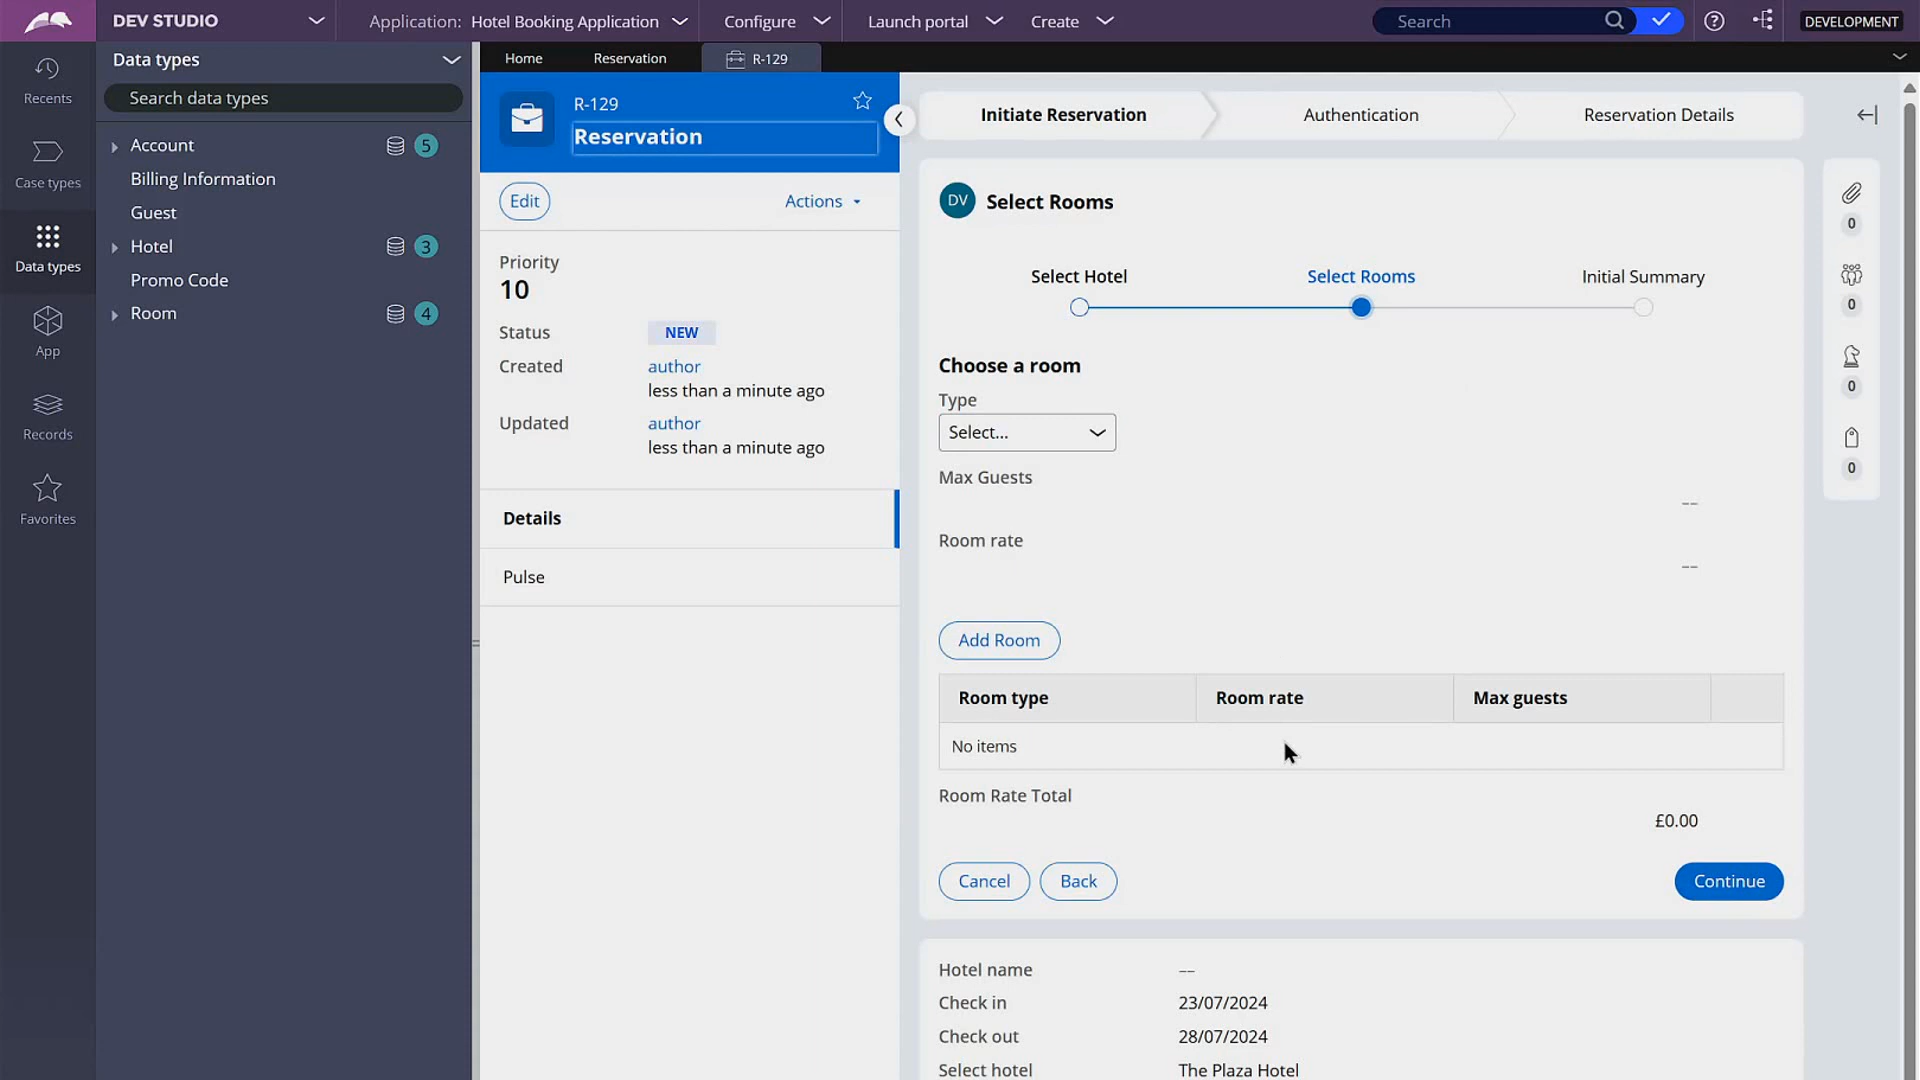 DEV STUDIO
Application: Hotel Booking Application
Configure
Launch portal
Create
Search
DEVELOPMENT
Recents
Case types
Data types
App
Records
Favorites
Data types
Search data types
Account 5
Billing Information
Guest
Hotel 3
Promo Code
Room 4
Home
Reservation
R-129
R-129
Reservation
Edit
Actions
Priority
10
Status NEW
Created author
less than a minute ago
Updated author
less than a minute ago
Details
Pulse
Initiate Reservation
Authentication
Reservation Details
DV Select Rooms
Select Hotel
Select Rooms
Initial Summary
Choose a room
Type
Select...
Max Guests
––
Room rate
––
Add Room
Room type Room rate Max guests
No items
Room Rate Total
£0.00
Cancel
Back
Continue
Hotel name ––
Check in 23/07/2024
Check out 28/07/2024
Select hotel The Plaza Hotel
0
0
0
0